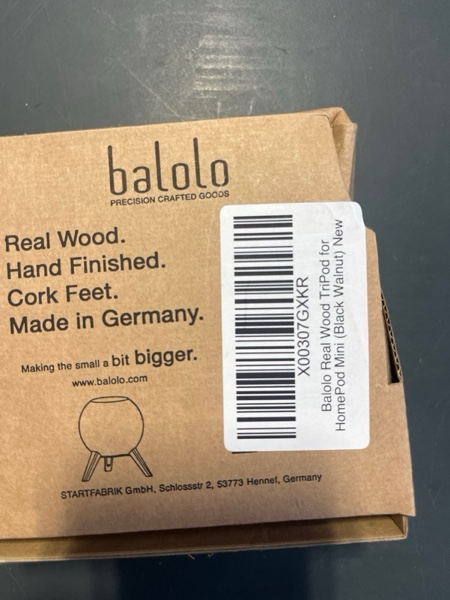 balolo
PRECISION CRAFTED GOODS
Real Wood.
Hand Finished.
Cork Feet.
Made in Germany.
Making the small a bit bigger.
www.balolo.com
STARTFABRIK GmbH, Schlossstr 2, 53773 Hennef, Germany
X00307GXKR
Balolo Real Wood TriPod for
HomePod Mini (Black Walnut) New